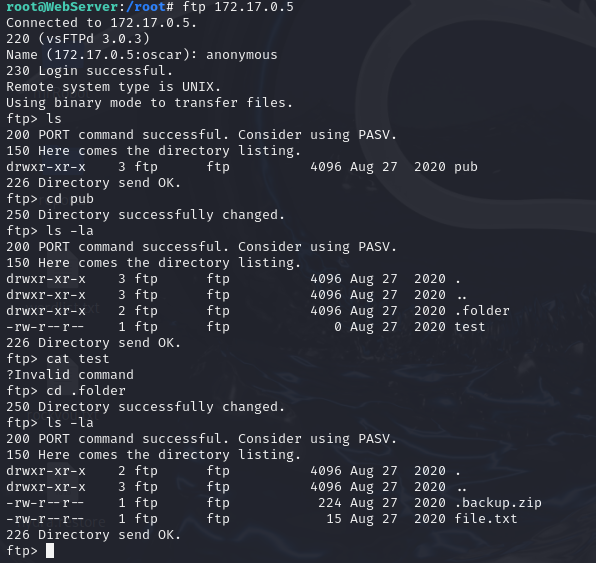 root@WebServer:/root# ftp 172.17.0.5
Connected to 172.17.0.5.
220 (vsFTPd 3.0.3)
Name (172.17.0.5:oscar): anonymous
230 Login successful.
Remote system type is UNIX.
Using binary mode to transfer files.
ftp> ls
200 PORT command successful. Consider using PASV.
150 Here comes the directory listing.
drwxr-xr-x    3 ftp      ftp          4096 Aug 27  2020 pub
226 Directory send OK.
ftp> cd pub
250 Directory successfully changed.
ftp> ls -la
200 PORT command successful. Consider using PASV.
150 Here comes the directory listing.
drwxr-xr-x    3 ftp      ftp          4096 Aug 27  2020 .
drwxr-xr-x    3 ftp      ftp          4096 Aug 27  2020 ..
drwxr-xr-x    2 ftp      ftp          4096 Aug 27  2020 .folder
-rw-r--r--    1 ftp      ftp             0 Aug 27  2020 test
226 Directory send OK.
ftp> cat test
?Invalid command
ftp> cd .folder
250 Directory successfully changed.
ftp> ls -la
200 PORT command successful. Consider using PASV.
150 Here comes the directory listing.
drwxr-xr-x    2 ftp      ftp          4096 Aug 27  2020 .
drwxr-xr-x    3 ftp      ftp          4096 Aug 27  2020 ..
-rw-r--r--    1 ftp      ftp           224 Aug 27  2020 .backup.zip
-rw-r--r--    1 ftp      ftp            15 Aug 27  2020 file.txt
226 Directory send OK.
ftp>